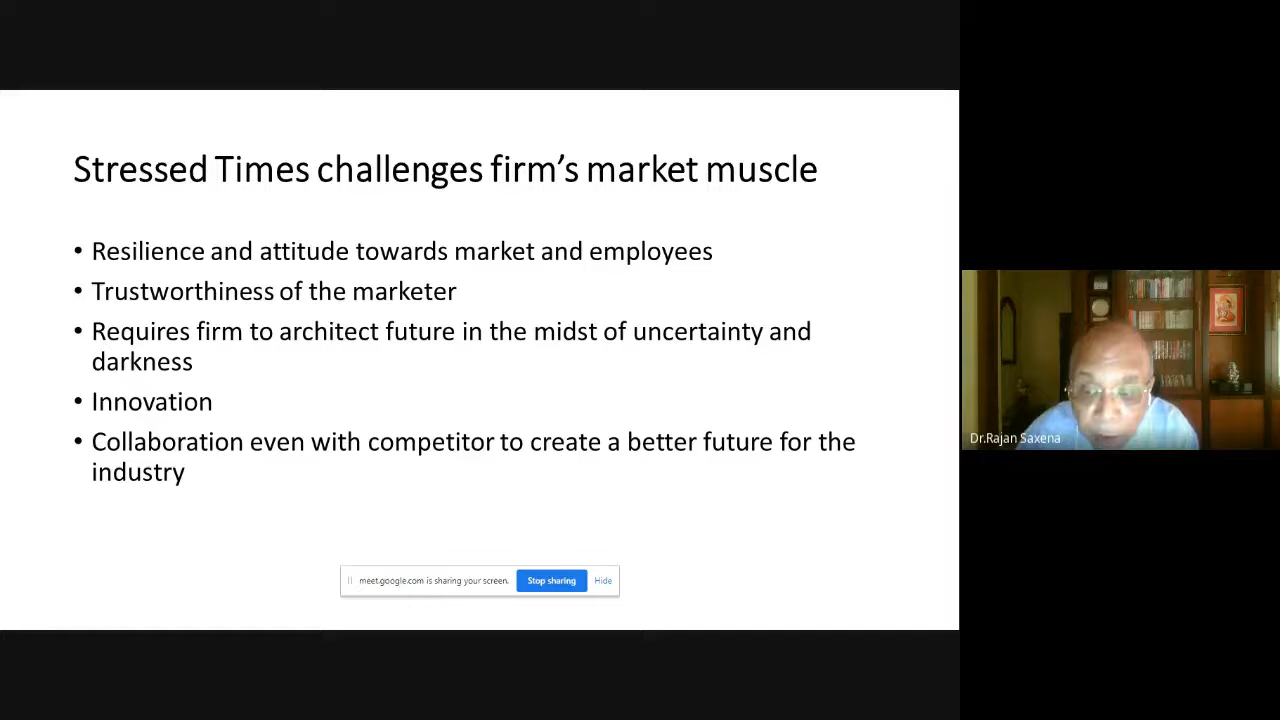 Stressed Times challenges firm's market muscle
• Resilience and attitude towards market and employees
• Trustworthiness of the marketer
• Requires firm to architect future in the midst of uncertainty and
darkness
• Innovation
• Collaboration even with competitor to create a better future for the
industry
meet.google.com is sharing your screen. Stop sharing Hide
Dr.Rajan Saxena